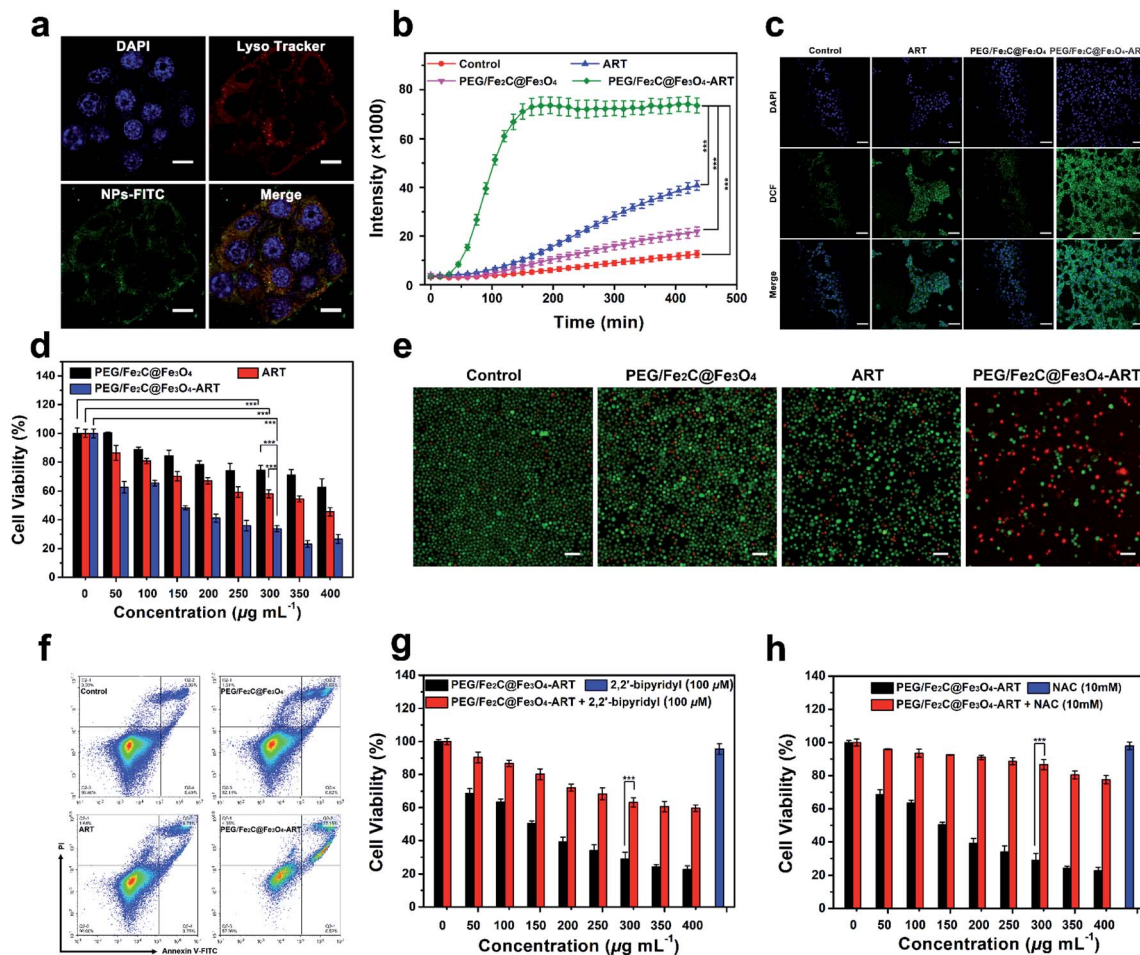 a
DAPI
Lyso Tracker
NPs-FITC
Merge
b
Control
ART
PEG/Fe₂C@Fe₃O₄
PEG/Fe₂C@Fe₃O₄-ART
Intensity (×1000)
100
80
60
40
20
0
0 100 200 300 400 500
Time (min)
***
***
***
c
Control ART PEG/Fe₂C@Fe₃O₄ PEG/Fe₂C@Fe₃O₄-ART
DAPI
DCF
Merge
d
PEG/Fe₂C@Fe₃O₄
ART
PEG/Fe₂C@Fe₃O₄-ART
Cell Viability (%)
140
120
100
80
60
40
20
0
***
***
***
***
***
0 50 100 150 200 250 300 350 400
Concentration (µg mL⁻¹)
e
Control
PEG/Fe₂C@Fe₃O₄
ART
PEG/Fe₂C@Fe₃O₄-ART
f
Control
PEG/Fe₂C@Fe₃O₄
ART
PEG/Fe₂C@Fe₃O₄-ART
PI
Annexin V-FITC
g
PEG/Fe₂C@Fe₃O₄-ART
2,2'-bipyridyl (100 µM)
PEG/Fe₂C@Fe₃O₄-ART + 2,2'-bipyridyl (100 µM)
Cell Viability (%)
140
120
100
80
60
40
20
0
***
0 50 100 150 200 250 300 350 400
Concentration (µg mL⁻¹)
h
PEG/Fe₂C@Fe₃O₄-ART
NAC (10mM)
PEG/Fe₂C@Fe₃O₄-ART + NAC (10mM)
Cell Viability (%)
140
120
100
80
60
40
20
0
***
0 50 100 150 200 250 300 350 400
Concentration (µg mL⁻¹)